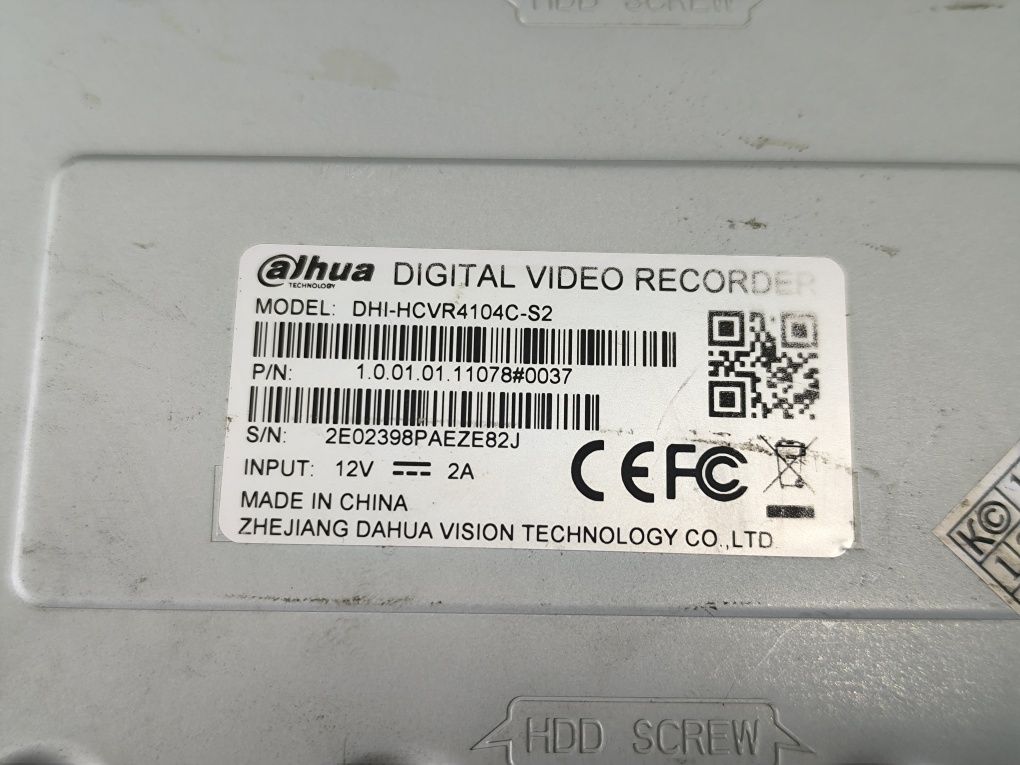 HDD SCREW
alhua DIGITAL VIDEO RECORDER
TECHNOLOGY
MODEL: DHI-HCVR4104C-S2
P/N: 1.0.01.01.11078#0037
S/N: 2E02398PAEZE82J
INPUT: 12V 2A
CE FC
MADE IN CHINA
ZHEJIANG DAHUA VISION TECHNOLOGY CO.,LTD
K©
HDD SCREW